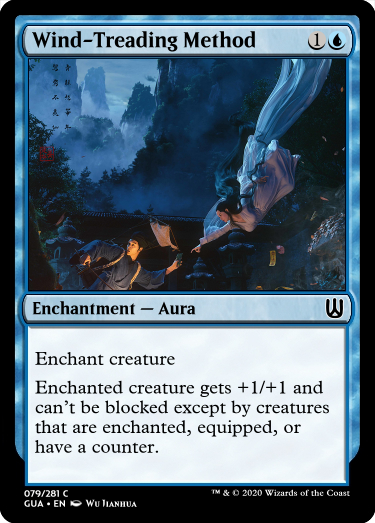 Wind-Treading Method
1
Enchantment — Aura
Enchant creature
Enchanted creature gets +1/+1 and
can't be blocked except by creatures
that are enchanted, equipped, or
have a counter.
079/281 C
GUA • EN Wu Jianhua
™ & © 2020 Wizards of the Coast